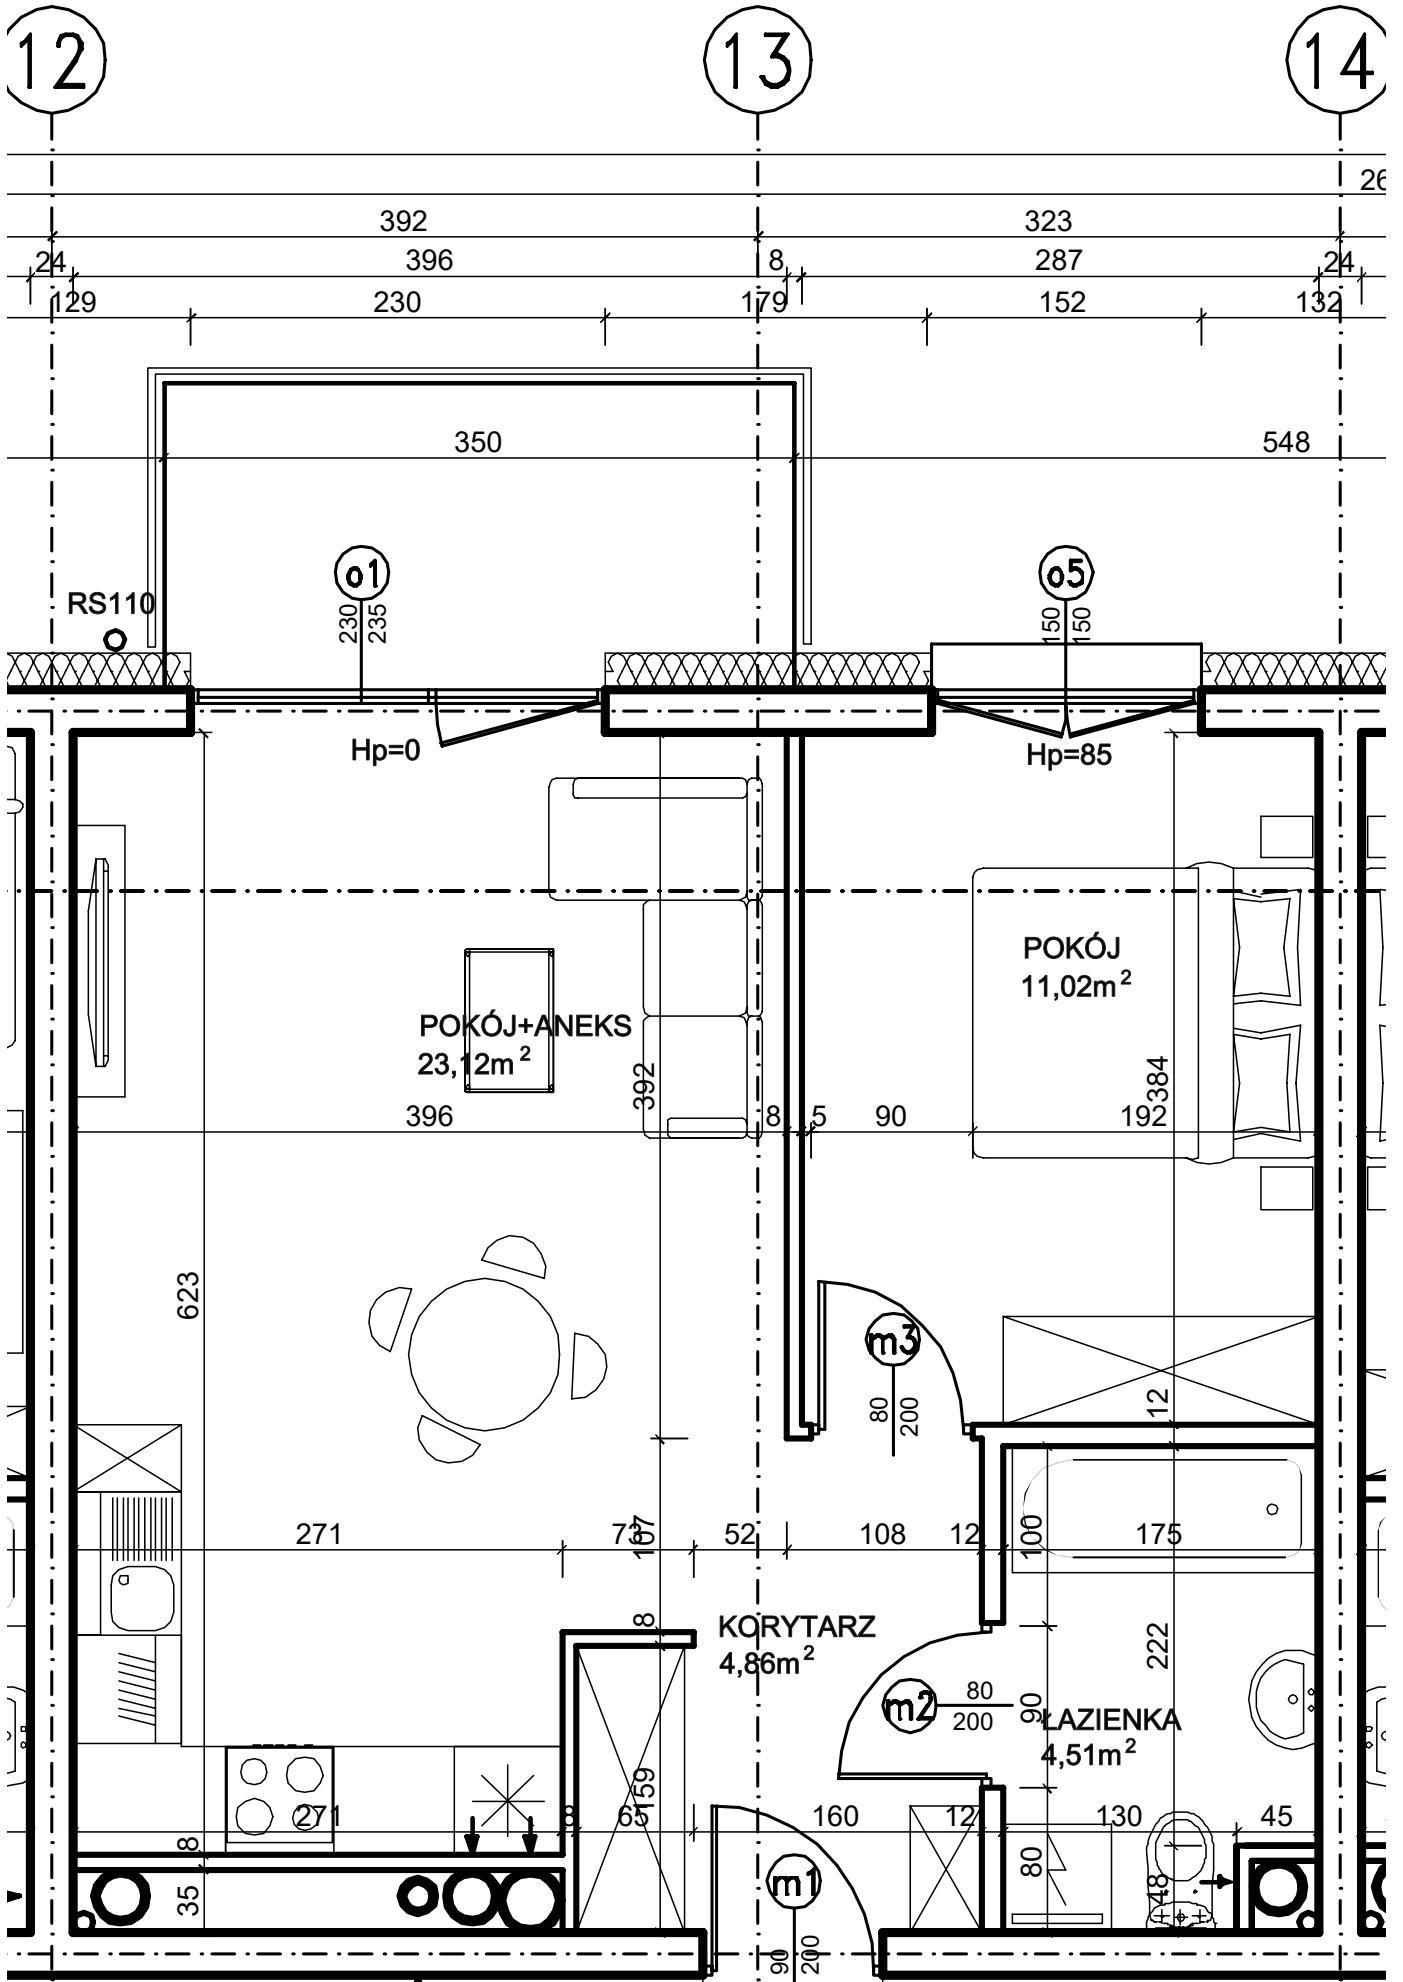 12 13 14
26
392 323
24 396 8 287 24
129 230 179 152 132
350 548
o1 o5
230 235 150 150
RS110
Hp=0 Hp=85
POKÓJ
11,02m²
POKÓJ+ANEKS
23,12m²
392 384
396 8 5 90 192
623
m3
80 200
12
271 73 107 52 108 12 100 175
8
KORYTARZ
4,86m²
222
m2 80 200
90
ŁAZIENKA
4,51m²
159
271 8 65 160 12 130 45
8
80
35
m1
48
90 200